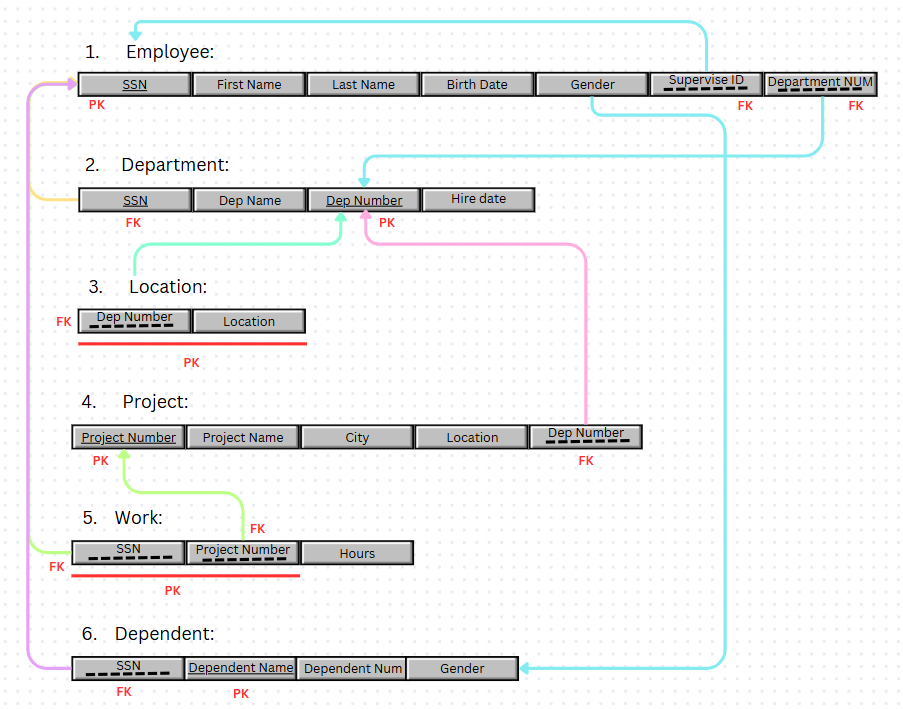 1. Employee:
SSN First Name Last Name Birth Date Gender Supervise ID Department NUM
PK FK FK
2. Department:
SSN Dep Name Dep Number Hire date
FK PK
3. Location:
FK Dep Number Location
PK
4. Project:
Project Number Project Name City Location Dep Number
PK FK
5. Work:
FK
SSN Project Number Hours
FK
PK
6. Dependent:
SSN Dependent Name Dependent Num Gender
FK PK